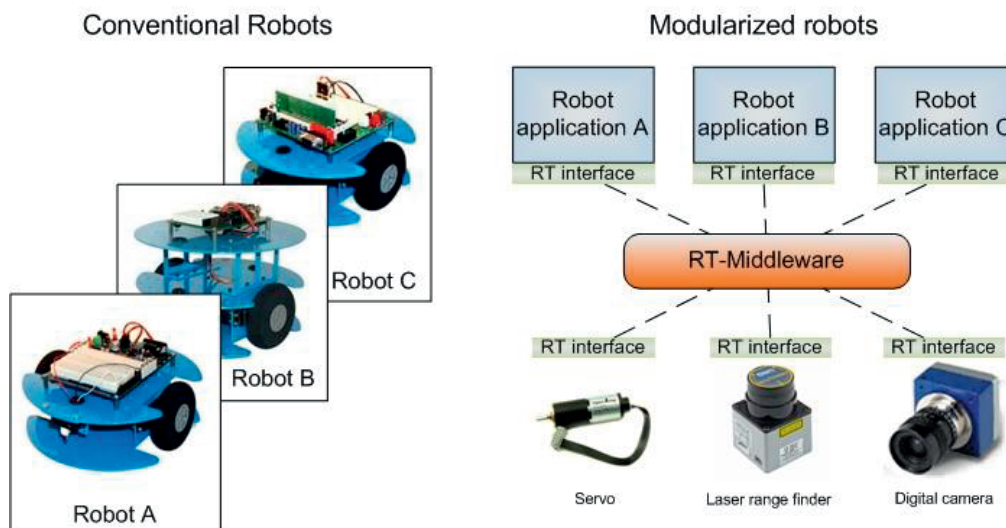 Conventional Robots
Robot C
Robot B
Robot A
Modularized robots
Robot
application A
Robot
application B
Robot
application C
RT interface
RT interface
RT interface
RT-Middleware
RT interface
RT interface
RT interface
Servo
Laser range finder
Digital camera